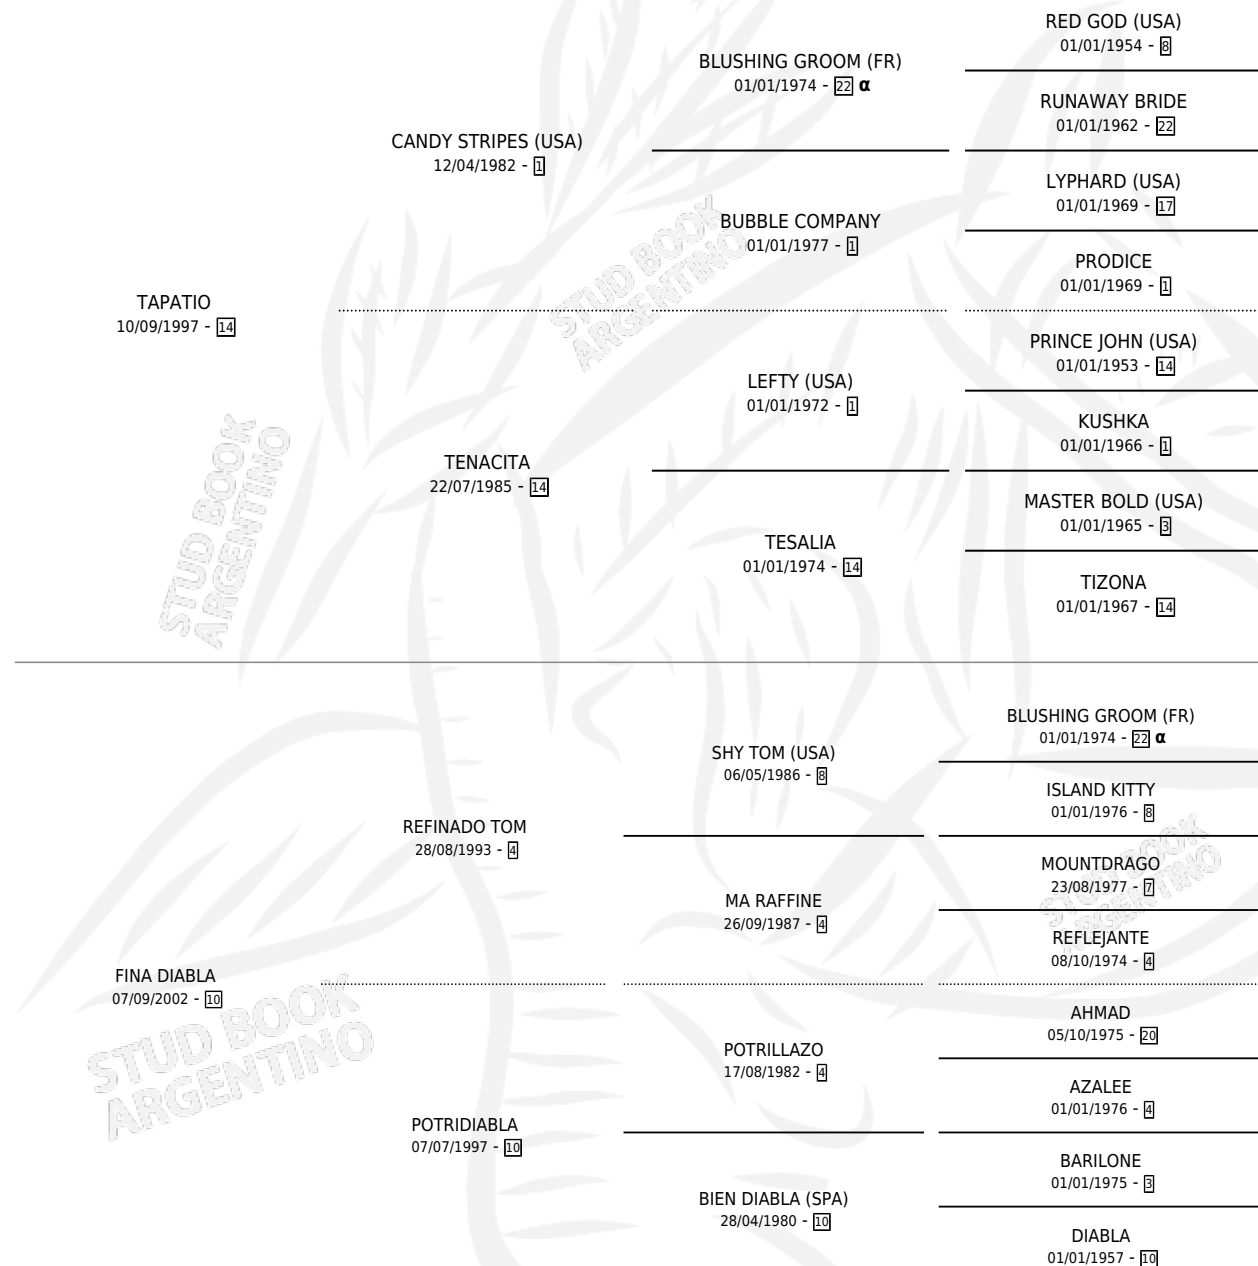 RED GOD (USA)
01/01/1954 - 8
BLUSHING GROOM (FR)
01/01/1974 - 22 α
RUNAWAY BRIDE
01/01/1962 - 22
CANDY STRIPES (USA)
12/04/1982 - 1
LYPHARD (USA)
01/01/1969 - 17
BUBBLE COMPANY
01/01/1977 - 1
PRODICE
01/01/1969 - 1
TAPATIO
10/09/1997 - 14
PRINCE JOHN (USA)
01/01/1953 - 14
LEFTY (USA)
01/01/1972 - 1
KUSHKA
01/01/1966 - 1
TENACITA
22/07/1985 - 14
MASTER BOLD (USA)
01/01/1965 - 3
TESALIA
01/01/1974 - 14
TIZONA
01/01/1967 - 14
BLUSHING GROOM (FR)
01/01/1974 - 22 α
SHY TOM (USA)
06/05/1986 - 8
ISLAND KITTY
01/01/1976 - 8
REFINADO TOM
28/08/1993 - 4
MOUNTDRAGO
23/08/1977 - 7
MA RAFFINE
26/09/1987 - 4
REFLEJANTE
08/10/1974 - 4
FINA DIABLA
07/09/2002 - 10
AHMAD
05/10/1975 - 20
POTRILLAZO
17/08/1982 - 4
AZALEE
01/01/1976 - 4
POTRIDIABLA
07/07/1997 - 10
BARILONE
01/01/1975 - 3
BIEN DIABLA (SPA)
28/04/1980 - 10
DIABLA
01/01/1957 - 10
STUD BOOK
ARGENTINO
STUD BOOK
ARGENTINO
STUD BOOK
ARGENTINO
STUD BOOK
ARGENTINO